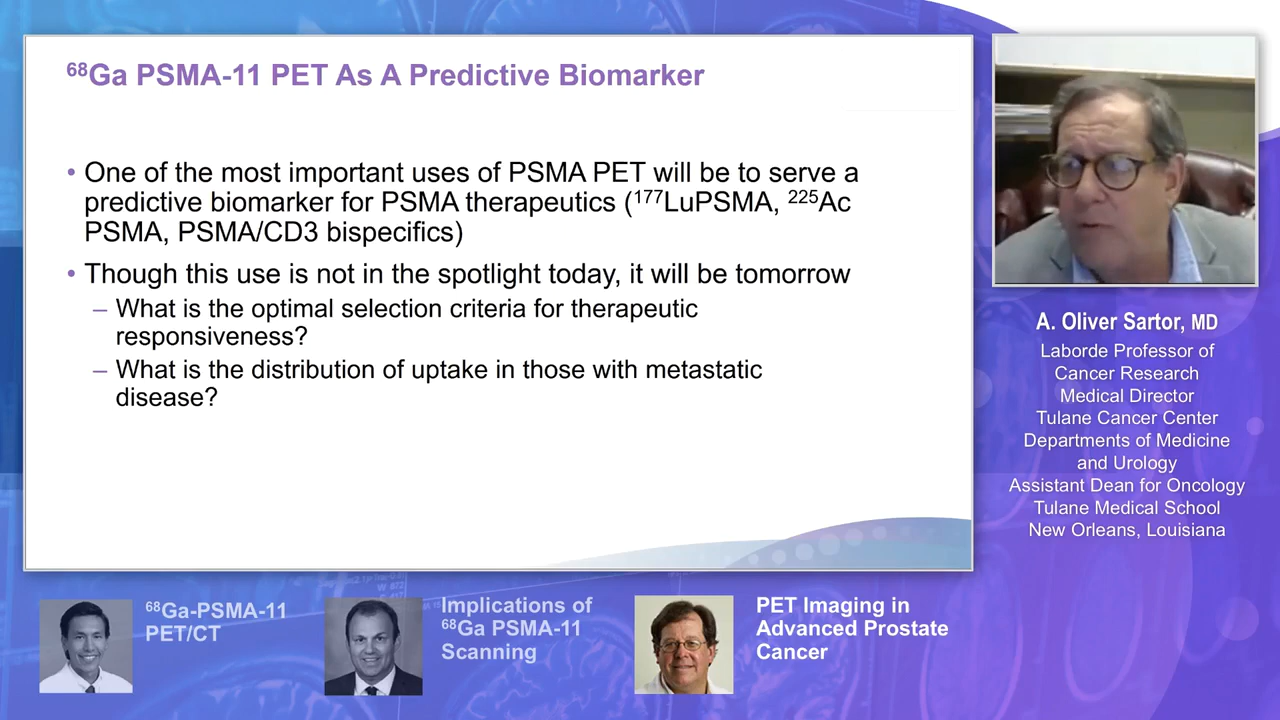 ⁶⁸Ga PSMA-11 PET As A Predictive Biomarker
• One of the most important uses of PSMA PET will be to serve a
predictive biomarker for PSMA therapeutics (¹⁷⁷LuPSMA, ²²⁵Ac
PSMA, PSMA/CD3 bispecifics)
• Though this use is not in the spotlight today, it will be tomorrow
– What is the optimal selection criteria for therapeutic
responsiveness?
– What is the distribution of uptake in those with metastatic
disease?
A. Oliver Sartor, MD
Laborde Professor of
Cancer Research
Medical Director
Tulane Cancer Center
Departments of Medicine
and Urology
Assistant Dean for Oncology
Tulane Medical School
New Orleans, Louisiana
⁶⁸Ga-PSMA-11
PET/CT
Implications of
⁶⁸Ga PSMA-11
Scanning
PET Imaging in
Advanced Prostate
Cancer